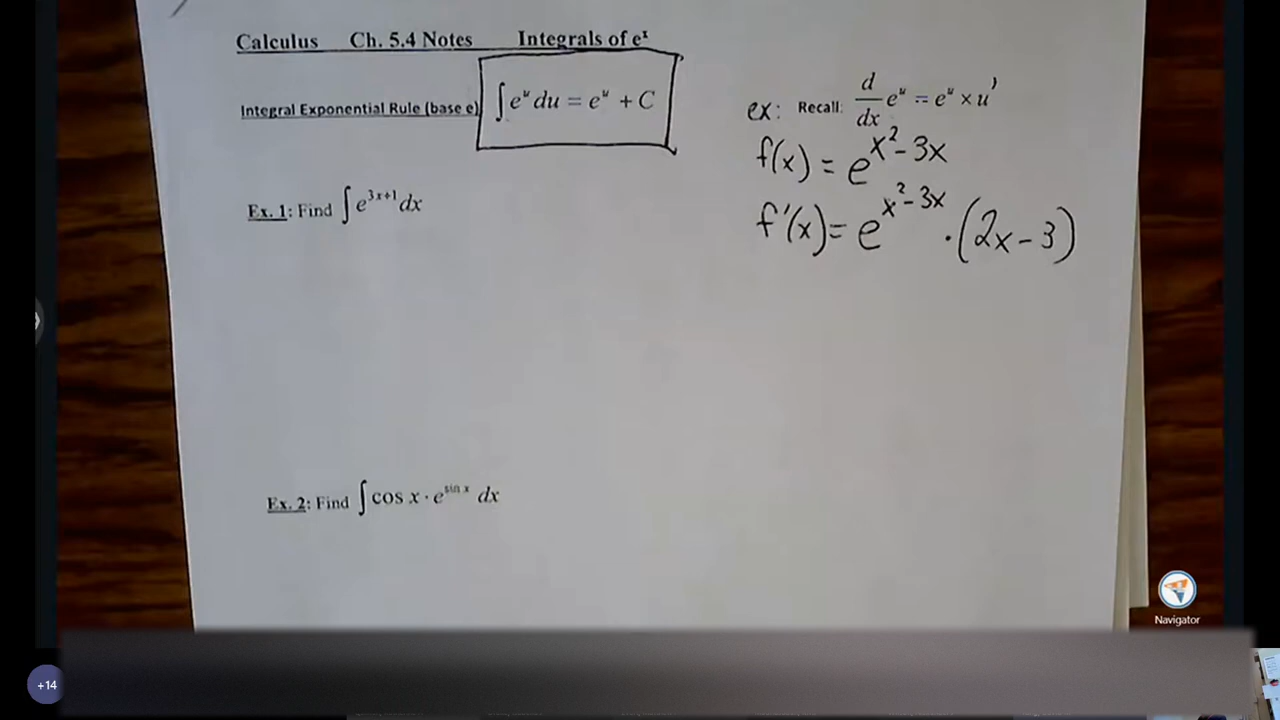 Calculus Ch. 5.4 Notes Integrals of eˣ
Integral Exponential Rule (base e) ∫eᵘ du = eᵘ + C
ex: Recall: d/dx eᵘ = eᵘ × u'
f(x) = e^(x²-3x)
f'(x) = e^(x²-3x) · (2x-3)
Ex. 1: Find ∫e^(3x+1) dx
Ex. 2: Find ∫cos x · e^(sin x) dx
Navigator
+14